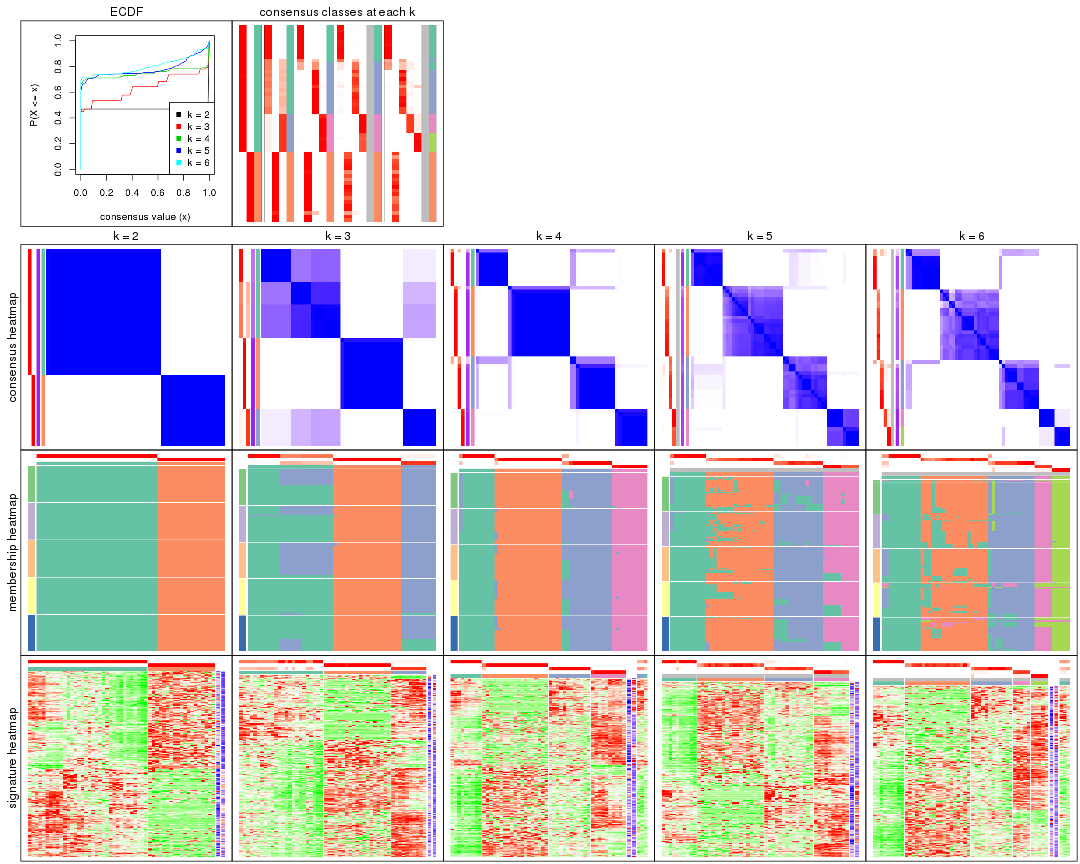 ECDF
consensus classes at each k
P(X <= x)
0.0 0.2 0.4 0.6 0.8 1.0
k = 2
k = 3
k = 4
k = 5
k = 6
0.0 0.2 0.4 0.6 0.8 1.0
consensus value (x)
k = 2
k = 3
k = 4
k = 5
k = 6
consensus heatmap
membership heatmap
signature heatmap